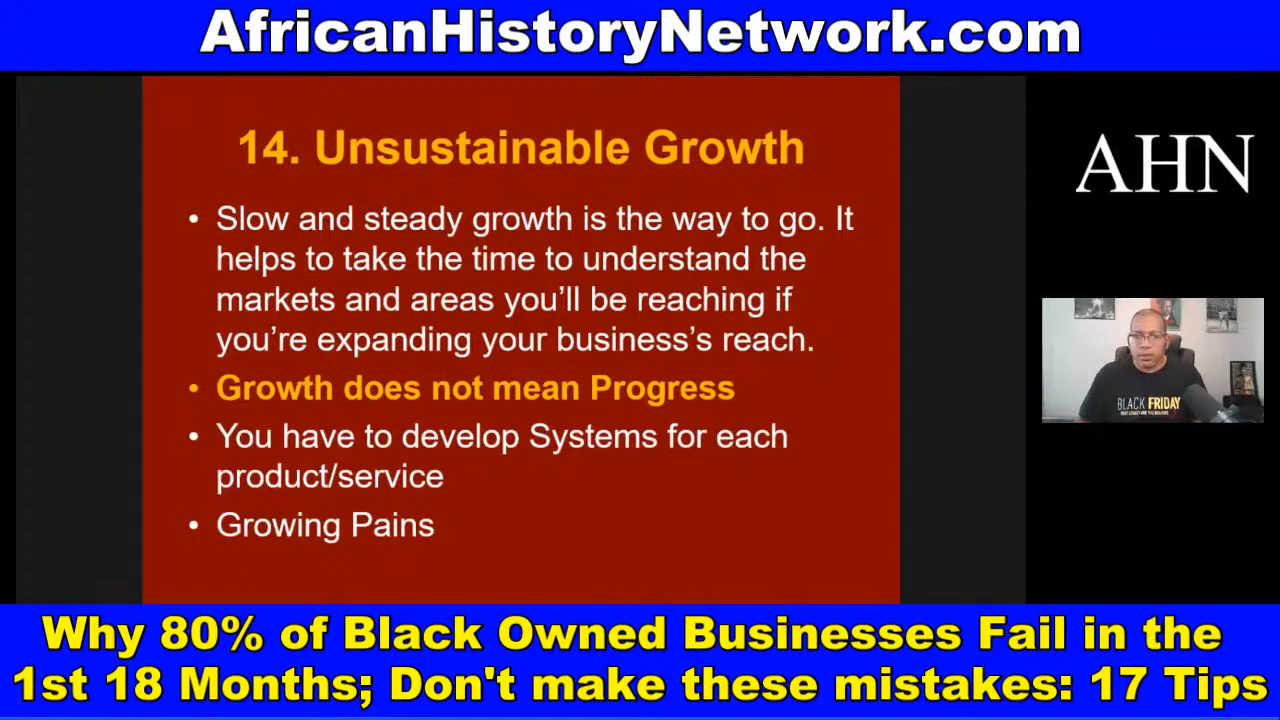 AfricanHistoryNetwork.com
14. Unsustainable Growth
• Slow and steady growth is the way to go. It
helps to take the time to understand the
markets and areas you’ll be reaching if
you’re expanding your business’s reach.
• Growth does not mean Progress
• You have to develop Systems for each
product/service
• Growing Pains
AHN
BLACK FRIDAY
Why 80% of Black Owned Businesses Fail in the
1st 18 Months; Don't make these mistakes: 17 Tips